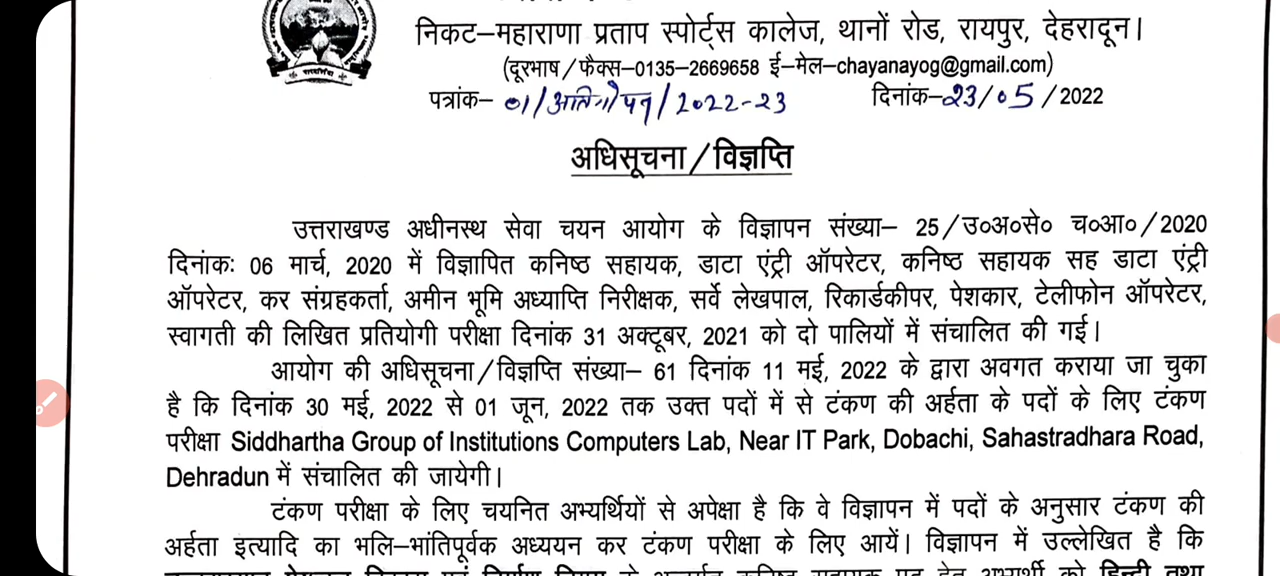 निकट–महाराणा प्रताप स्पोर्ट्स कालेज, थानों रोड, रायपुर, देहरादून।
(दूरभाष/फैक्स–0135–2669658 ई–मेल–chayanayog@gmail.com)
पत्रांक– 01/अतिगोपन/2022-23 दिनांक–23/05/2022
अधिसूचना/विज्ञप्ति
उत्तराखण्ड अधीनस्थ सेवा चयन आयोग के विज्ञापन संख्या– 25/उ०अ०से० च०आ०/2020
दिनांकः 06 मार्च, 2020 में विज्ञापित कनिष्ठ सहायक, डाटा एंट्री ऑपरेटर, कनिष्ठ सहायक सह डाटा एंट्री
ऑपरेटर, कर संग्रहकर्ता, अमीन भूमि अध्याप्ति निरीक्षक, सर्वे लेखपाल, रिकार्डकीपर, पेशकार, टेलीफोन ऑपरेटर,
स्वागती की लिखित प्रतियोगी परीक्षा दिनांक 31 अक्टूबर, 2021 को दो पालियों में संचालित की गई।
आयोग की अधिसूचना/विज्ञप्ति संख्या– 61 दिनांक 11 मई, 2022 के द्वारा अवगत कराया जा चुका
है कि दिनांक 30 मई, 2022 से 01 जून, 2022 तक उक्त पदों में से टंकण की अर्हता के पदों के लिए टंकण
परीक्षा Siddhartha Group of Institutions Computers Lab, Near IT Park, Dobachi, Sahastradhara Road,
Dehradun में संचालित की जायेगी।
टंकण परीक्षा के लिए चयनित अभ्यर्थियों से अपेक्षा है कि वे विज्ञापन में पदों के अनुसार टंकण की
अर्हता इत्यादि का भलि–भांतिपूर्वक अध्ययन कर टंकण परीक्षा के लिए आयें। विज्ञापन में उल्लेखित है कि